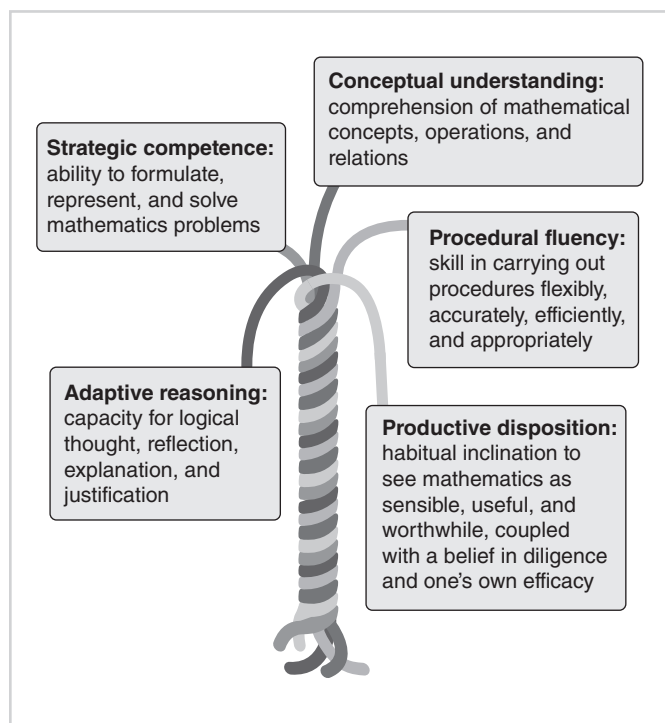 Conceptual understanding:
comprehension of mathematical
concepts, operations, and
relations
Strategic competence:
ability to formulate,
represent, and solve
mathematics problems
Procedural fluency:
skill in carrying out
procedures flexibly,
accurately, efficiently,
and appropriately
Adaptive reasoning:
capacity for logical
thought, reflection,
explanation, and
justification
Productive disposition:
habitual inclination to
see mathematics as
sensible, useful, and
worthwhile, coupled
with a belief in diligence
and one's own efficacy